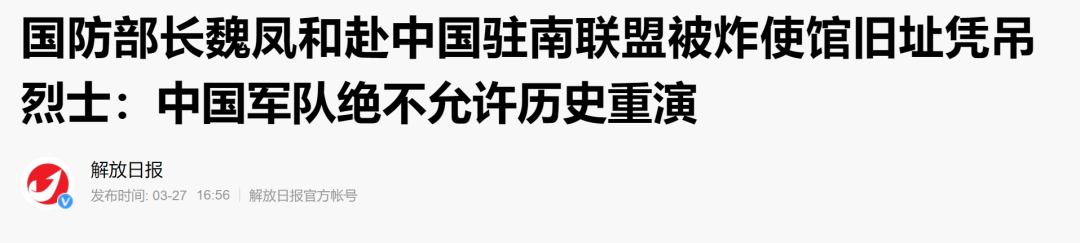 国防部长魏凤和赴中国驻南联盟被炸使馆旧址凭吊
烈士：中国军队绝不允许历史重演
解放日报
发布时间: 03-27 16:56 解放日报官方帐号